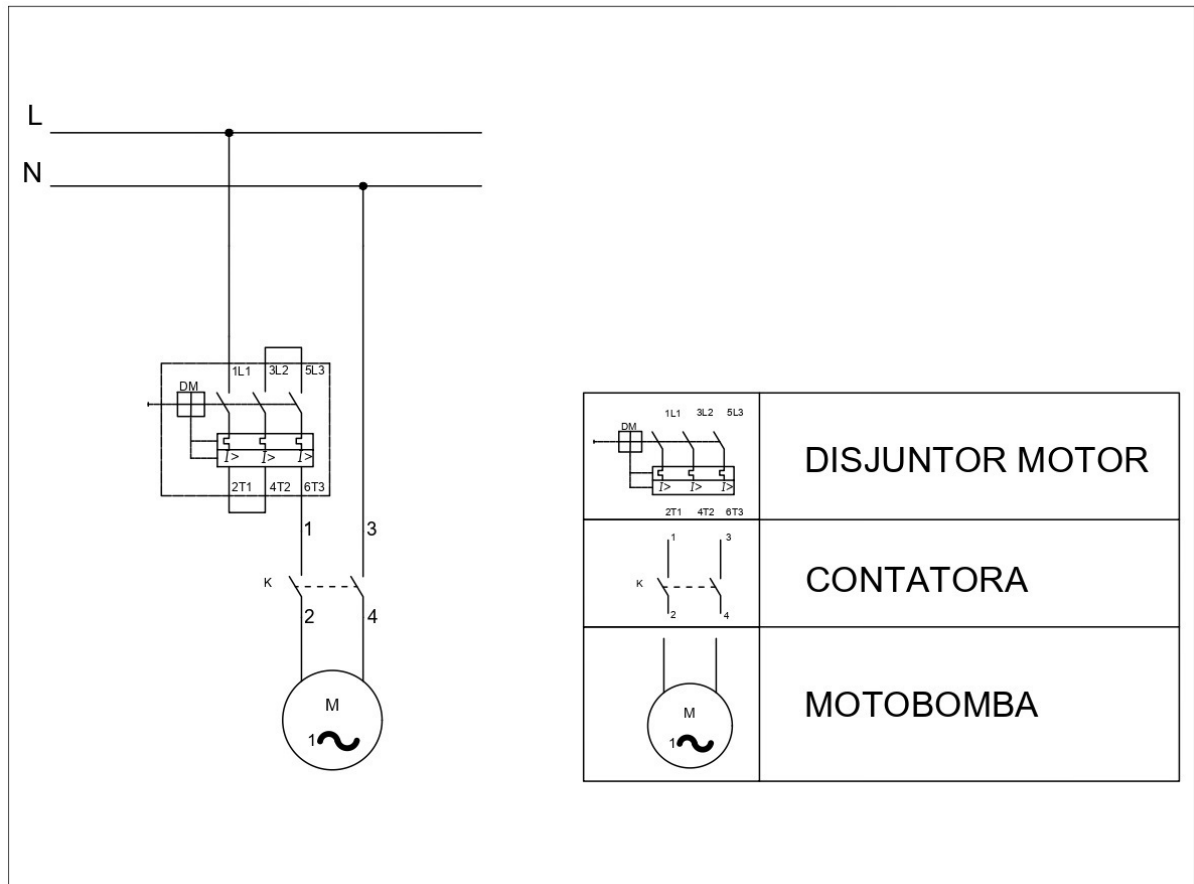 L
N
1L1 3L2 5L3
DM
I> I> I>
2T1 4T2 6T3
1 3
K
2 4
M
1
1L1 3L2 5L3
DM
I> I> I>
2T1 4T2 6T3
DISJUNTOR MOTOR
1 3
K
2 4
CONTATORA
M
1
MOTOBOMBA